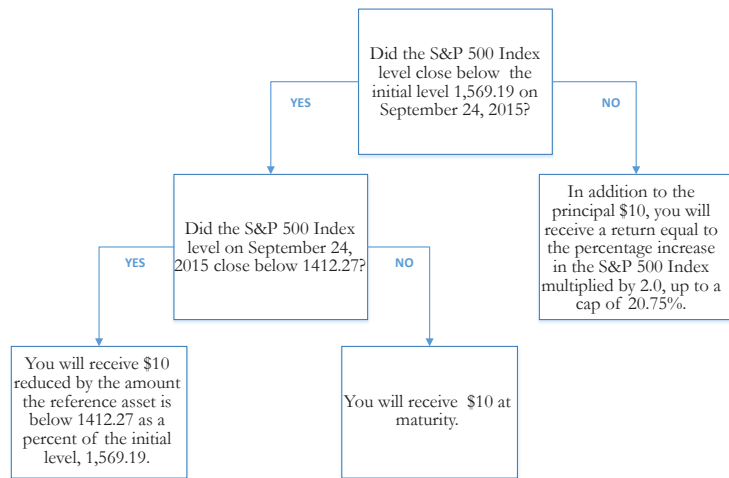 Did the S&P 500 Index
level close below the
initial level 1,569.19 on
September 24, 2015?
YES
NO
Did the S&P 500 Index
level on September 24,
2015 close below 1412.27?
In addition to the
principal $10, you will
receive a return equal to
the percentage increase
in the S&P 500 Index
multiplied by 2.0, up to a
cap of 20.75%.
YES
NO
You will receive $10
reduced by the amount
the reference asset is
below 1412.27 as a
percent of the initial
level, 1,569.19.
You will receive $10 at
maturity.